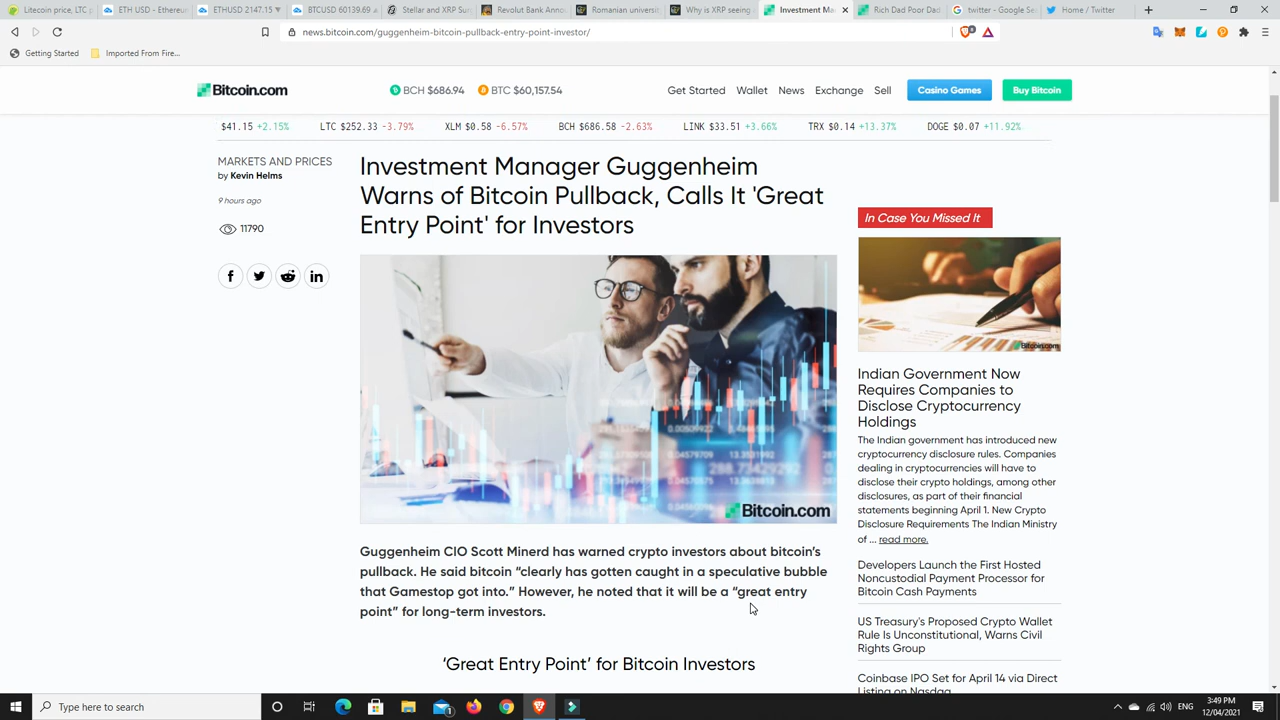 Litecoin price, LTC p
ETH USD - Ethereu
ETHUSD 2147.15
BTCUSD 60139.69
Stellar and XRP Sur
Revolut Bank Anno
Romanian univers
Why is XRP seeing
Investment Ma
Rich Dad Poor Dad
twitter - Google Se
Home / Twitter
news.bitcoin.com/guggenheim-bitcoin-pullback-entry-point-investor/
Getting Started
Imported From Fire...
Bitcoin.com
BCH $686.94
BTC $60,157.54
Get Started
Wallet
News
Exchange
Sell
Casino Games
Buy Bitcoin
$41.15 +2.15%
LTC $252.33 -3.79%
XLM $0.58 -6.57%
BCH $686.58 -2.63%
LINK $33.51 +3.66%
TRX $0.14 +13.37%
DOGE $0.07 +11.92%
MARKETS AND PRICES
by Kevin Helms
9 hours ago
11790
Investment Manager Guggenheim
Warns of Bitcoin Pullback, Calls It 'Great
Entry Point' for Investors
Bitcoin.com
Guggenheim CIO Scott Minerd has warned crypto investors about bitcoin's
pullback. He said bitcoin “clearly has gotten caught in a speculative bubble
that Gamestop got into.” However, he noted that it will be a “great entry
point” for long-term investors.
‘Great Entry Point’ for Bitcoin Investors
In Case You Missed It
Bitcoin.com
Indian Government Now
Requires Companies to
Disclose Cryptocurrency
Holdings
The Indian government has introduced new
cryptocurrency disclosure rules. Companies
dealing in cryptocurrencies will have to
disclose their crypto holdings, among other
disclosures, as part of their financial
statements beginning April 1. New Crypto
Disclosure Requirements The Indian Ministry
of ... read more.
Developers Launch the First Hosted
Noncustodial Payment Processor for
Bitcoin Cash Payments
US Treasury's Proposed Crypto Wallet
Rule Is Unconstitutional, Warns Civil
Rights Group
Coinbase IPO Set for April 14 via Direct
Listing on Nasdaq
Type here to search
ENG
3:49 PM
12/04/2021